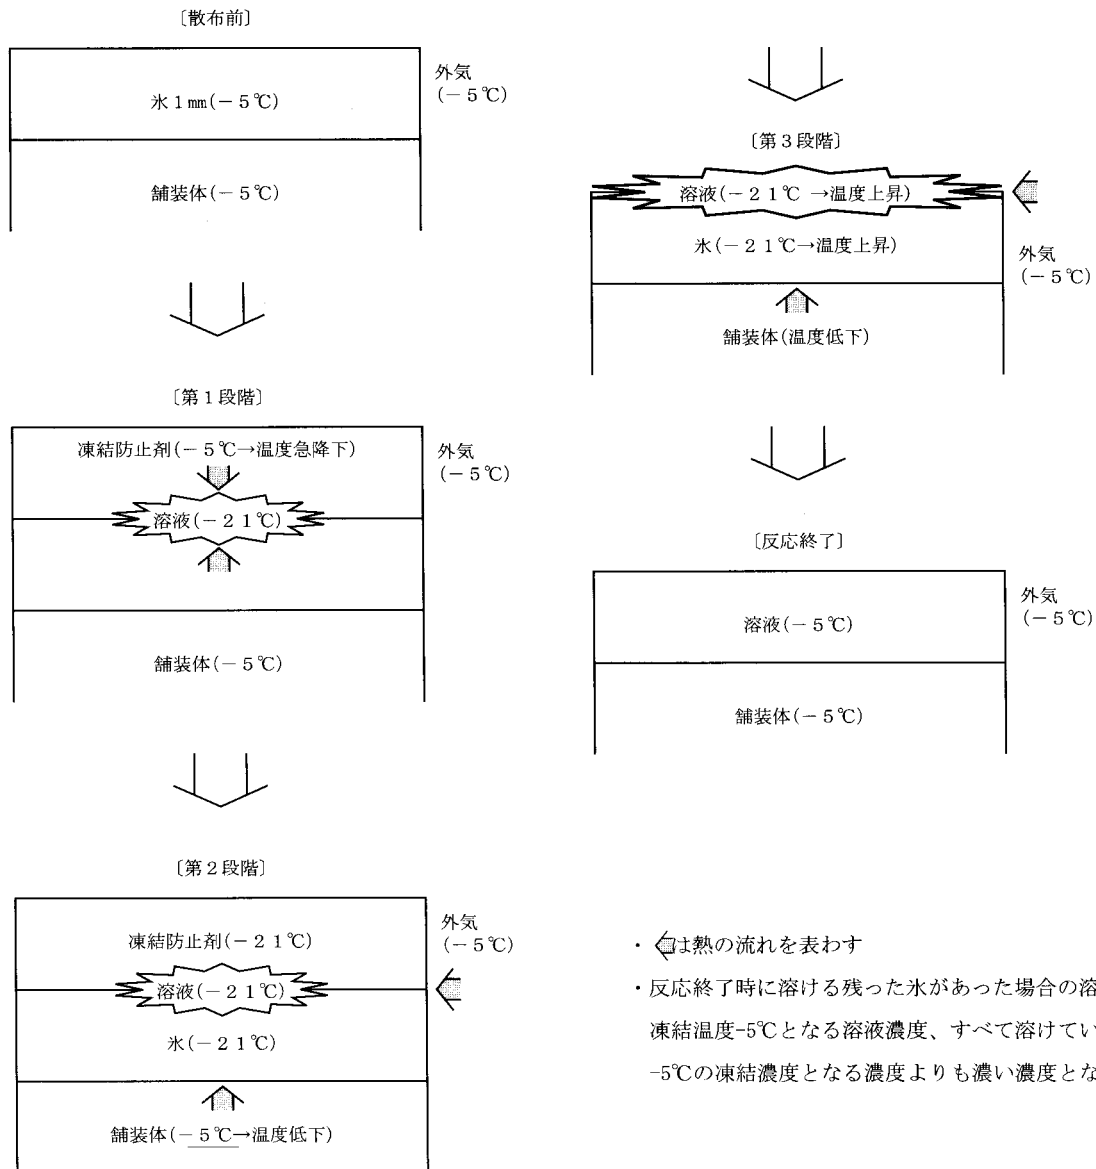 〔散布前〕
外気
(－5℃)
氷1㎜(－5℃)
舗装体(－5℃)
〔第1段階〕
凍結防止剤(－5℃→温度急降下)
外気
(－5℃)
溶液(－21℃)
舗装体(－5℃)
〔第2段階〕
外気
(－5℃)
凍結防止剤(－21℃)
溶液(－21℃)
氷(－21℃)
舗装体(－5℃→温度低下)
〔第3段階〕
溶液(－21℃→温度上昇)
氷(－21℃→温度上昇)
外気
(－5℃)
舗装体(温度低下)
〔反応終了〕
外気
(－5℃)
溶液(－5℃)
舗装体(－5℃)
・は熱の流れを表わす
・反応終了時に溶ける残った氷があった場合の溶
凍結温度-5℃となる溶液濃度、すべて溶けてい
-5℃の凍結濃度となる濃度よりも濃い濃度とな